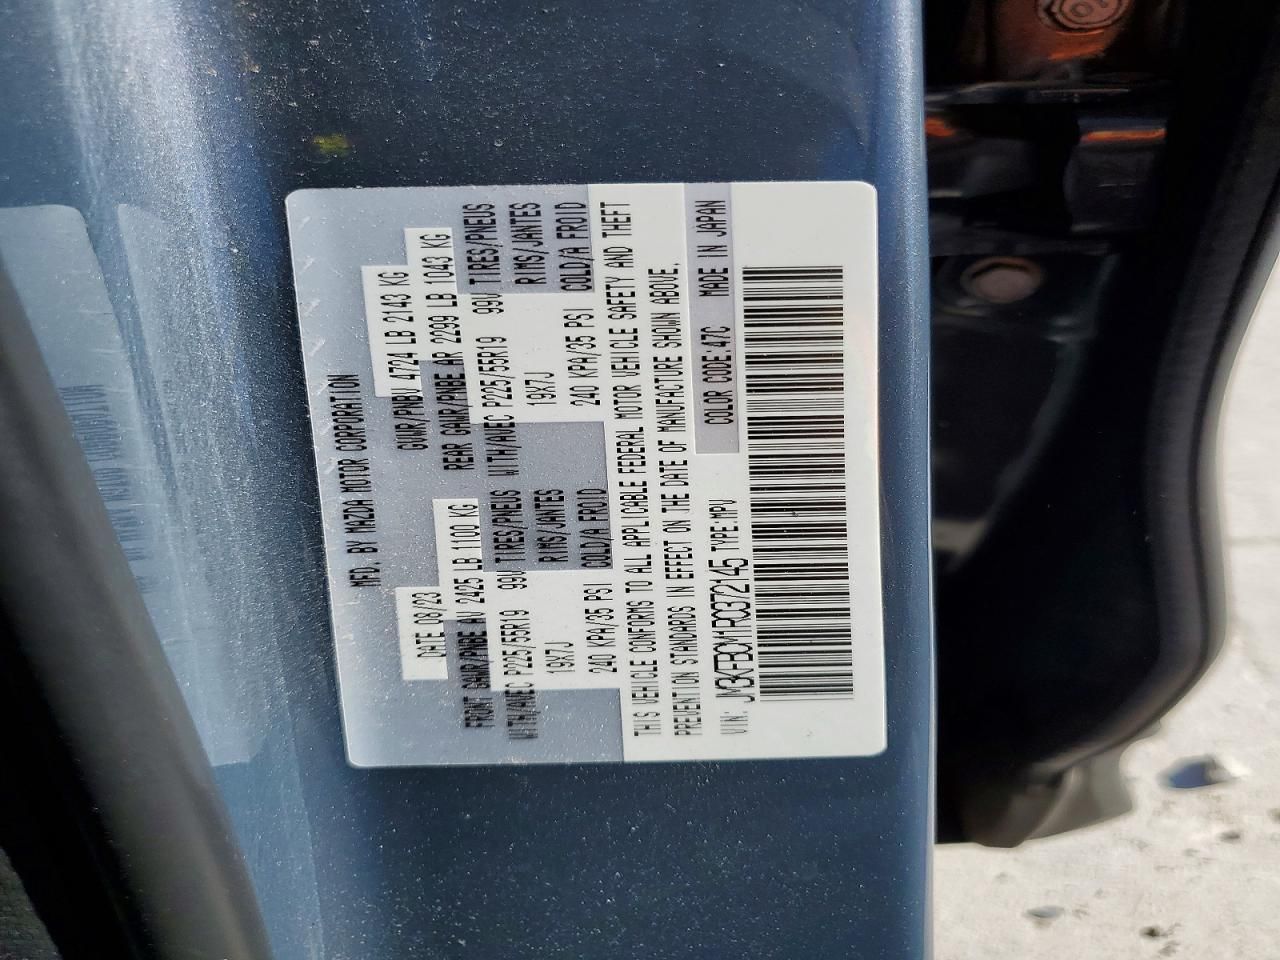 MFD. BY MAZDA MOTOR CORPORATION
DATE 08/23 GVWR/PNBV 4724 LB 2143 KG
FRONT GAWR/PNBE AV 2425 LB 1100 KG REAR GAWR/PNBE AR 2299 LB 1043 KG
WITH/AVEC P225/55R19 99V TIRES/PNEUS WITH/AVEC P225/55R19 99V TIRES/PNEUS
19X7J RIMS/JANTES 19X7J RIMS/JANTES
240 KPA/35 PSI COLD/A FROID 240 KPA/35 PSI COLD/A FROID
THIS VEHICLE CONFORMS TO ALL APPLICABLE FEDERAL MOTOR VEHICLE SAFETY AND THEFT
PREVENTION STANDARDS IN EFFECT ON THE DATE OF MANUFACTURE SHOWN ABOVE.
VIN: JM3KFBCM1R0372145 TYPE:MPV COLOR CODE:47C MADE IN JAPAN